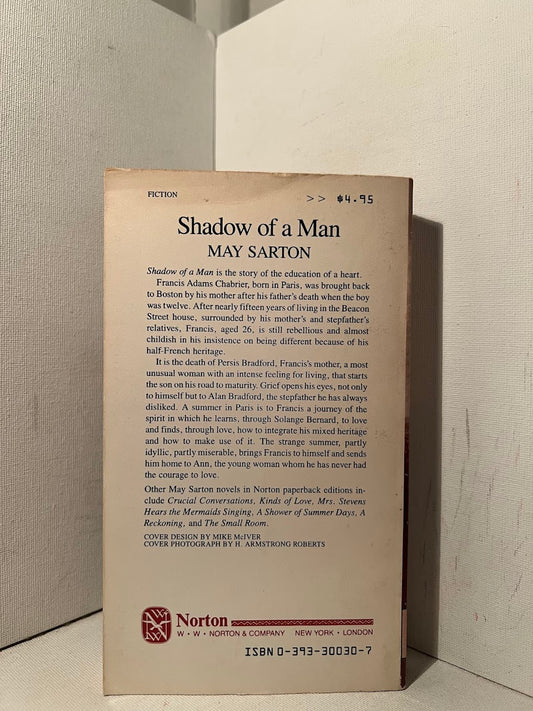 FICTION
>> $4.95
Shadow of a Man
MAY SARTON
Shadow of a Man is the story of the education of a heart.
Francis Adams Chabrier, born in Paris, was brought back
to Boston by his mother after his father's death when the boy
was twelve. After nearly fifteen years of living in the Beacon
Street house, surrounded by his mother's and stepfather's
relatives, Francis, aged 26, is still rebellious and almost
childish in his insistence on being different because of his
half-French heritage.
It is the death of Persis Bradford, Francis's mother, a most
unusual woman with an intense feeling for living, that starts
the son on his road to maturity. Grief opens his eyes, not only
to himself but to Alan Bradford, the stepfather he has always
disliked. A summer in Paris is to Francis a journey of the
spirit in which he learns, through Solange Bernard, to love
and finds, through love, how to integrate his mixed heritage
and how to make use of it. The strange summer, partly
idyllic, partly miserable, brings Francis to himself and sends
him home to Ann, the young woman whom he has never had
the courage to love.
Other May Sarton novels in Norton paperback editions in-
clude Crucial Conversations, Kinds of Love, Mrs. Stevens
Hears the Mermaids Singing, A Shower of Summer Days, A
Reckoning, and The Small Room.
COVER DESIGN BY MIKE McIVER
COVER PHOTOGRAPH BY H. ARMSTRONG ROBERTS
Norton
W • W • NORTON & COMPANY NEW YORK • LONDON
ISBN 0-393-30030-7